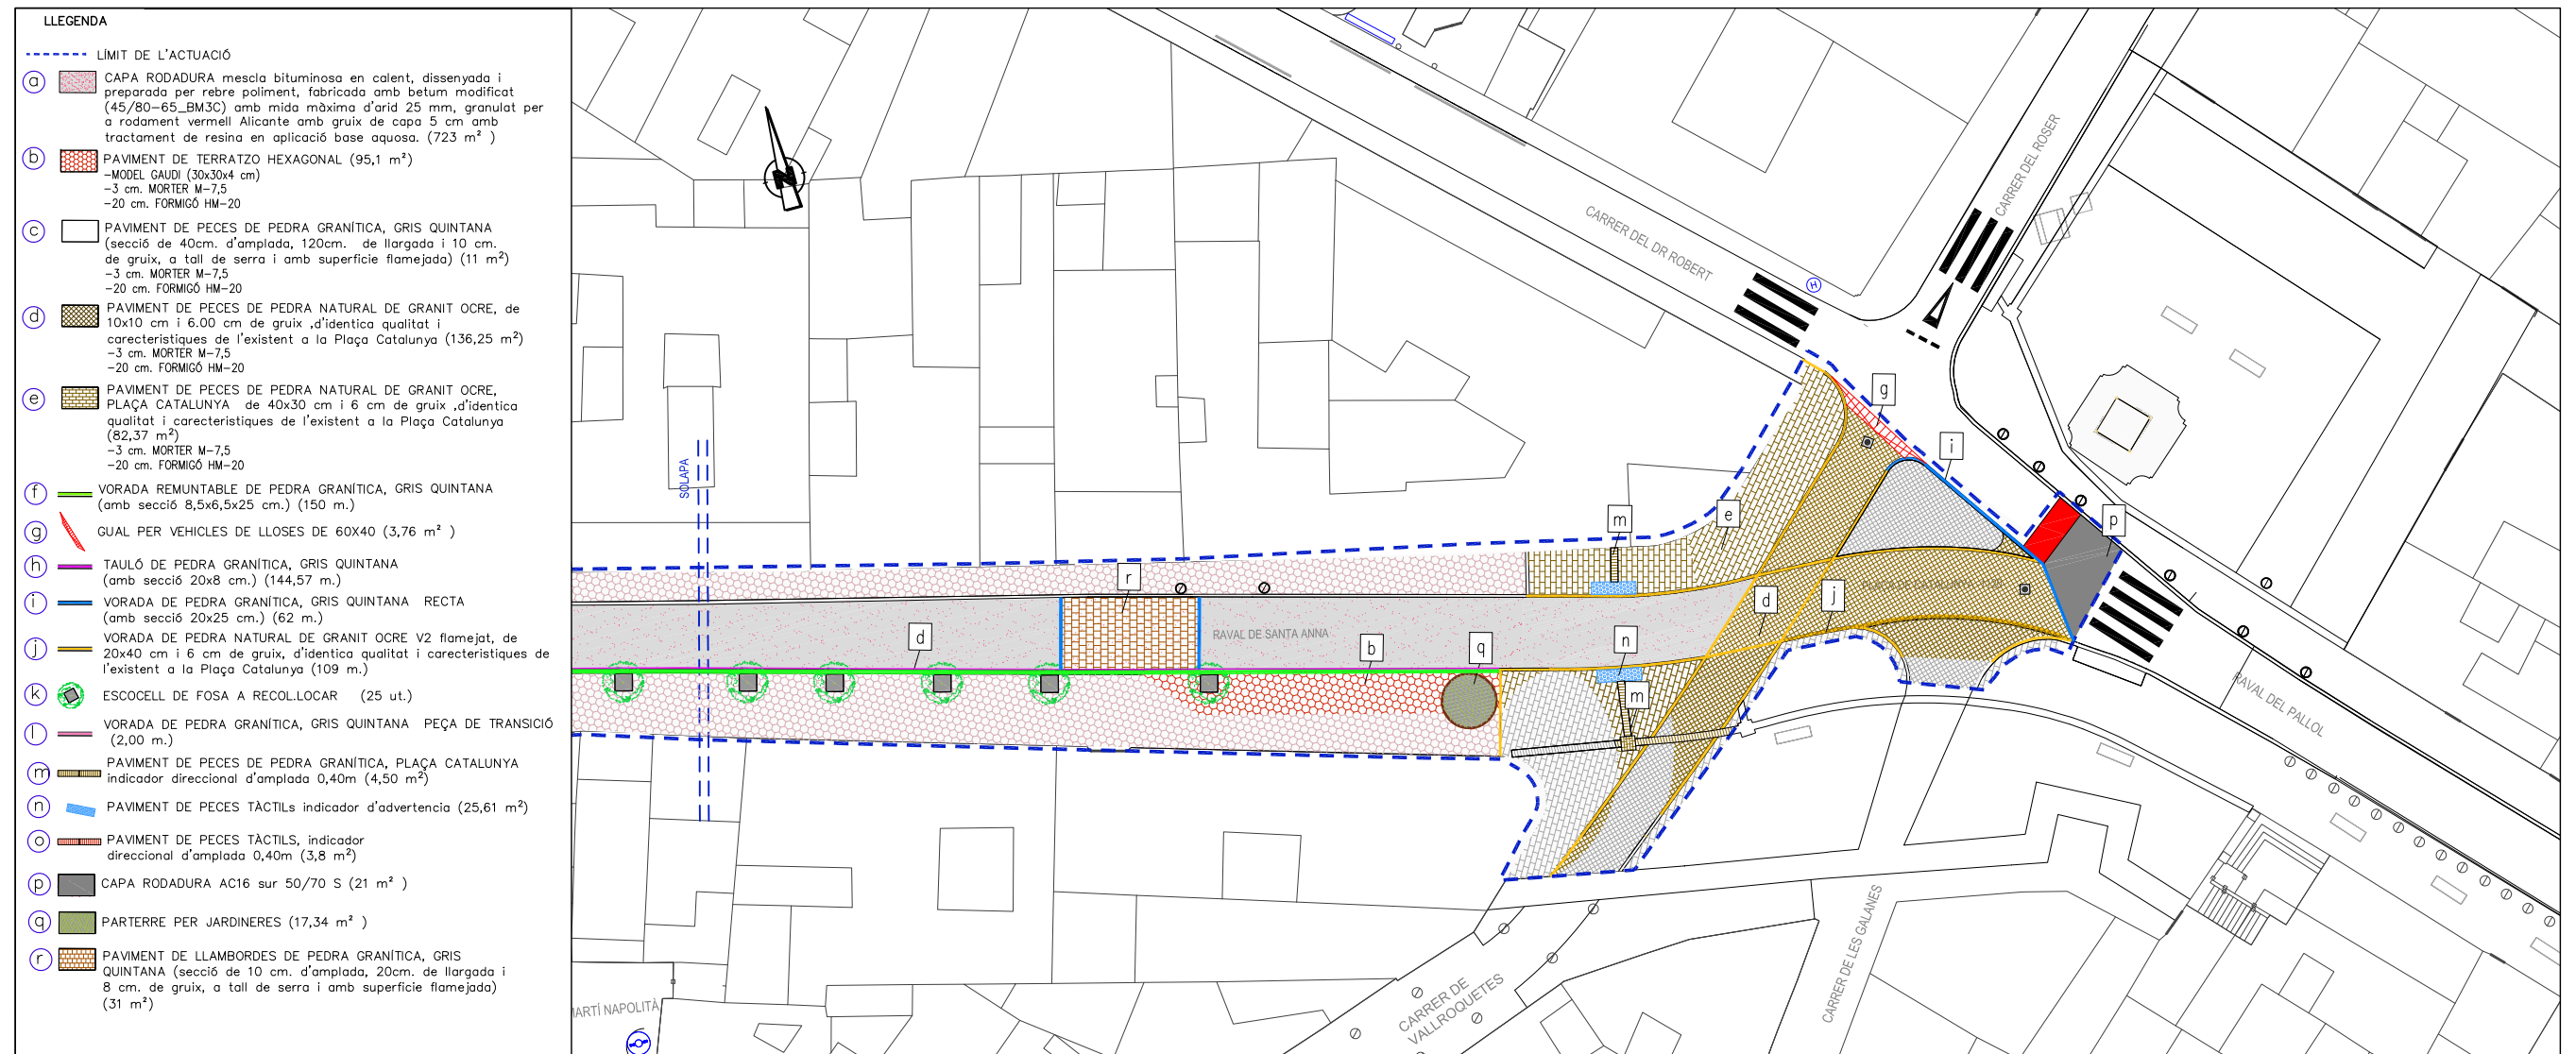 LLEGENDA
LÍMIT DE L'ACTUACIÓ
a
CAPA RODADURA mescla bituminosa en calent, dissenyada i
preparada per rebre poliment, fabricada amb betum modificat
(45/80-65_BM3C) amb mida màxima d'arid 25 mm, granulat per
a rodament vermell Alicante amb gruix de capa 5 cm amb
tractament de resina en aplicació base aquosa. (723 m²)
b
PAVIMENT DE TERRATZO HEXAGONAL (95,1 m²)
-MODEL GAUDI (30x30x4 cm)
-3 cm. MORTER M-7,5
-20 cm. FORMIGÓ HM-20
c
PAVIMENT DE PECES DE PEDRA GRANÍTICA, GRIS QUINTANA
(secció de 40cm. d'amplada, 120cm. de llargada i 10 cm.
de gruix, a tall de serra i amb superficie flamejada) (11 m²)
-3 cm. MORTER M-7,5
-20 cm. FORMIGÓ HM-20
d
PAVIMENT DE PECES DE PEDRA NATURAL DE GRANIT OCRE, de
10x10 cm i 6.00 cm de gruix ,d'identica qualitat i
carecteristiques de l'existent a la Plaça Catalunya (136,25 m²)
-3 cm. MORTER M-7,5
-20 cm. FORMIGÓ HM-20
e
PAVIMENT DE PECES DE PEDRA NATURAL DE GRANIT OCRE,
PLAÇA CATALUNYA de 40x30 cm i 6 cm de gruix ,d'identica
qualitat i carecteristiques de l'existent a la Plaça Catalunya
(82,37 m²)
-3 cm. MORTER M-7,5
-20 cm. FORMIGÓ HM-20
f
VORADA REMUNTABLE DE PEDRA GRANÍTICA, GRIS QUINTANA
(amb secció 8,5x6,5x25 cm.) (150 m.)
g
GUAL PER VEHICLES DE LLOSES DE 60X40 (3,76 m²)
h
TAULÓ DE PEDRA GRANÍTICA, GRIS QUINTANA
(amb secció 20x8 cm.) (144,57 m.)
i
VORADA DE PEDRA GRANÍTICA, GRIS QUINTANA RECTA
(amb secció 20x25 cm.) (62 m.)
j
VORADA DE PEDRA NATURAL DE GRANIT OCRE V2 flamejat, de
20x40 cm i 6 cm de gruix, d'identica qualitat i carecteristiques de
l'existent a la Plaça Catalunya (109 m.)
k
ESCOCELL DE FOSA A RECOL.LOCAR (25 ut.)
l
VORADA DE PEDRA GRANÍTICA, GRIS QUINTANA PEÇA DE TRANSICIÓ
(2,00 m.)
m
PAVIMENT DE PECES DE PEDRA GRANÍTICA, PLAÇA CATALUNYA
indicador direccional d'amplada 0,40m (4,50 m²)
n
PAVIMENT DE PECES TÀCTILs indicador d'advertencia (25,61 m²)
o
PAVIMENT DE PECES TÀCTILS, indicador
direccional d'amplada 0,40m (3,8 m²)
p
CAPA RODADURA AC16 sur 50/70 S (21 m²)
q
PARTERRE PER JARDINERES (17,34 m²)
r
PAVIMENT DE LLAMBORDES DE PEDRA GRANÍTICA, GRIS
QUINTANA (secció de 10 cm. d'amplada, 20cm. de llargada i
8 cm. de gruix, a tall de serra i amb superficie flamejada)
(31 m²)
N
CARRER DEL DR ROBERT
CARRER DEL ROSER
H
g
i
SOLAPA
m
e
p
r
d
RAVAL DE SANTA ANNA
b
q
n
m
d
j
RAVAL DEL PALLOL
CARRER DE
VALLROQUETES
CARRER DE LES GALANES
MARTÍ NAPOLITÀ